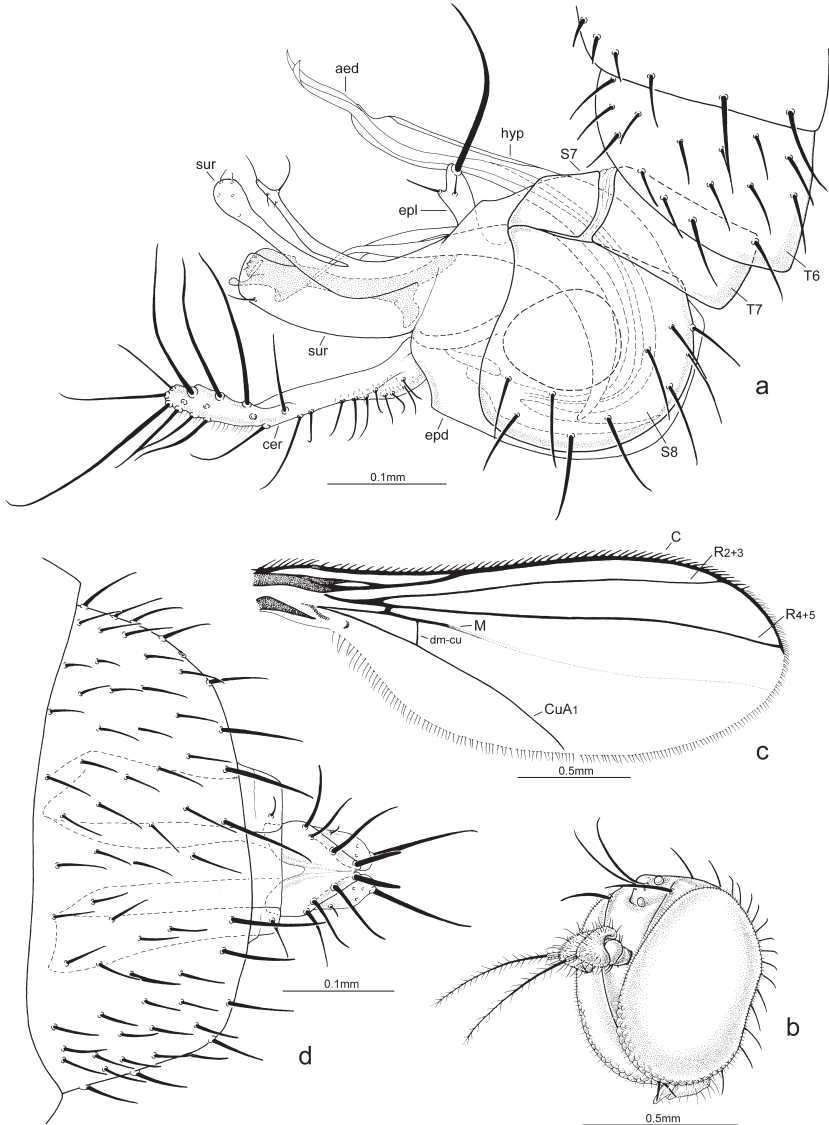 aed
hyp
S7
sur
epl
T6
T7
sur
a
cer
epd
S8
0.1mm
C
R2+3
M
R4+5
dm-cu
CuA1
c
0.5mm
0.1mm
b
d
0.5mm